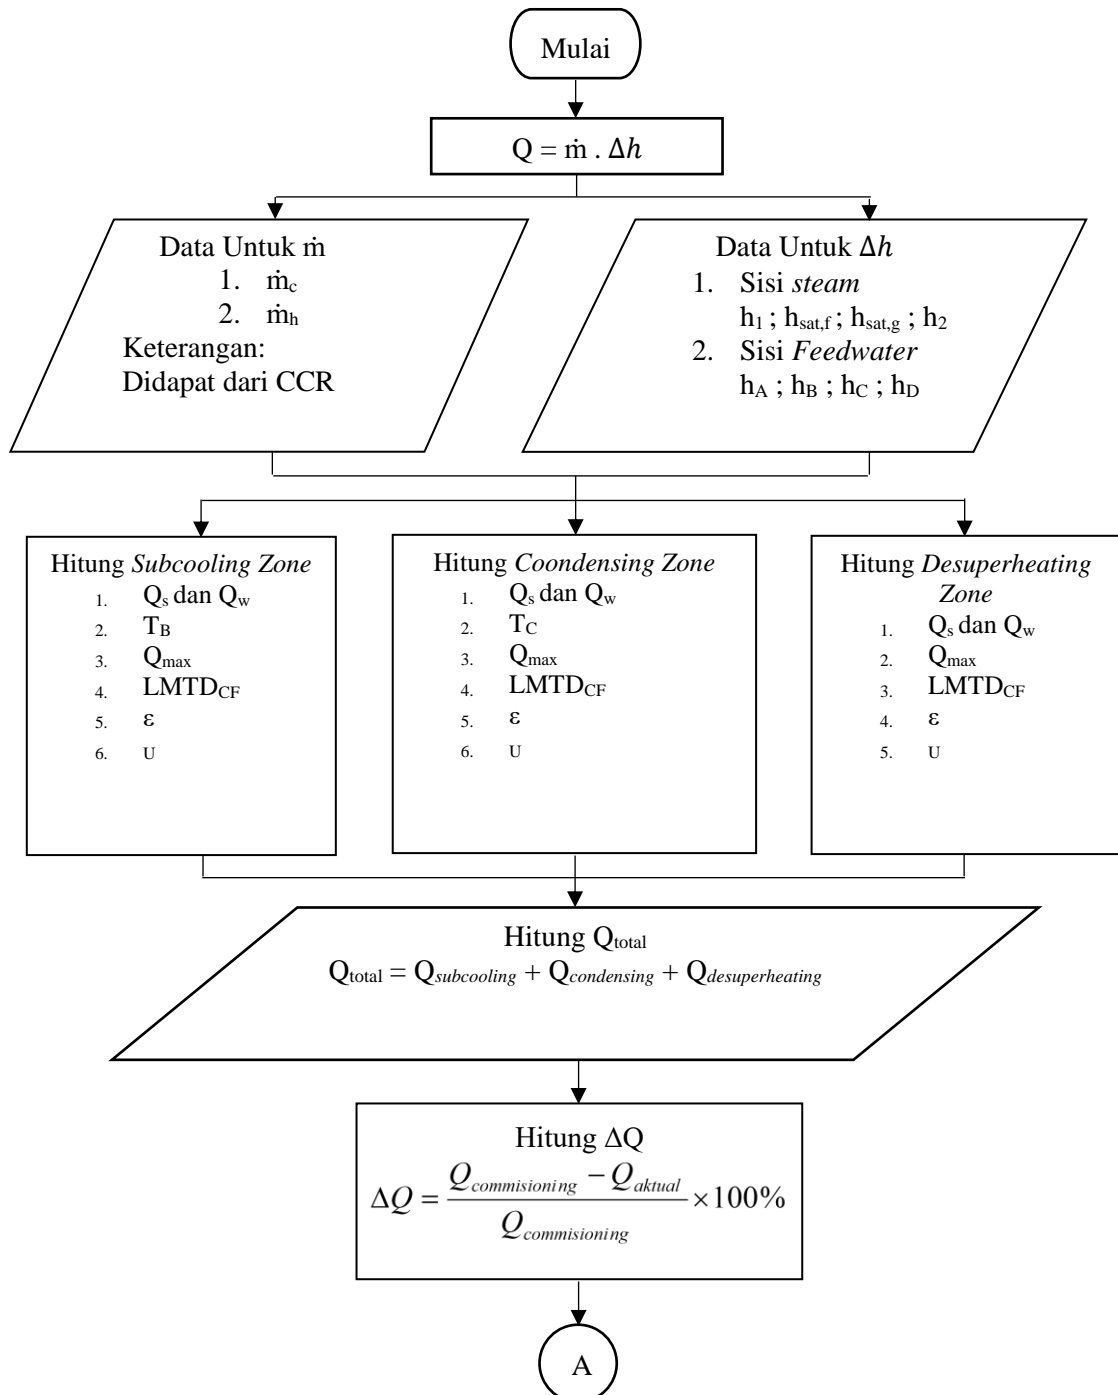 Mulai
Q = ṁ . Δh
Data Untuk ṁ
1. ṁc
2. ṁh
Keterangan:
Didapat dari CCR
Data Untuk Δh
1. Sisi steam
h1 ; hsat,f ; hsat,g ; h2
2. Sisi Feedwater
hA ; hB ; hC ; hD
Hitung Subcooling Zone
1. Qs dan Qw
2. TB
3. Qmax
4. LMTDCF
5. ε
6. U
Hitung Coondensing Zone
1. Qs dan Qw
2. TC
3. Qmax
4. LMTDCF
5. ε
6. U
Hitung Desuperheating
Zone
1. Qs dan Qw
2. Qmax
3. LMTDCF
4. ε
5. U
Hitung Qtotal
Qtotal = Qsubcooling + Qcondensing + Qdesuperheating
Hitung ΔQ
ΔQ = (Qcommisioning − Qaktual) / Qcommisioning × 100%
A